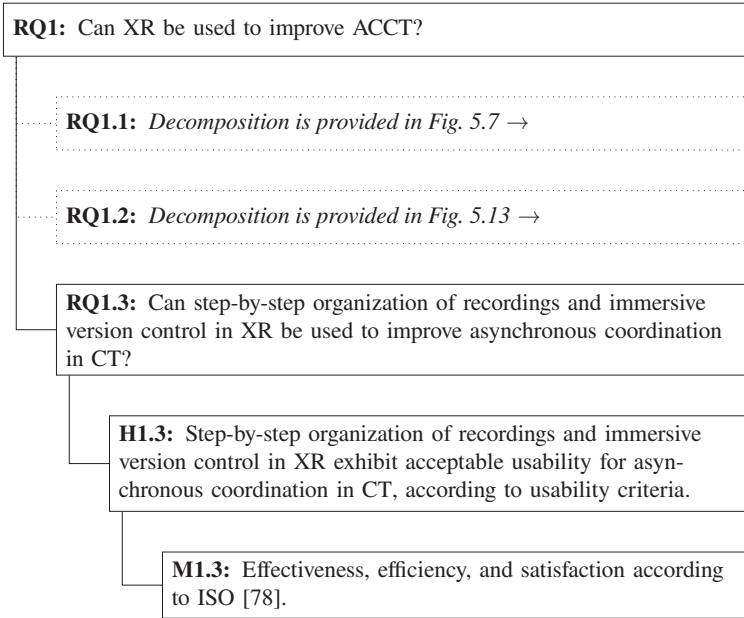 RQ1: Can XR be used to improve ACCT?
RQ1.1: Decomposition is provided in Fig. 5.7 →
RQ1.2: Decomposition is provided in Fig. 5.13 →
RQ1.3: Can step-by-step organization of recordings and immersive
version control in XR be used to improve asynchronous coordination
in CT?
H1.3: Step-by-step organization of recordings and immersive
version control in XR exhibit acceptable usability for asyn-
chronous coordination in CT, according to usability criteria.
M1.3: Effectiveness, efficiency, and satisfaction according
to ISO [78].